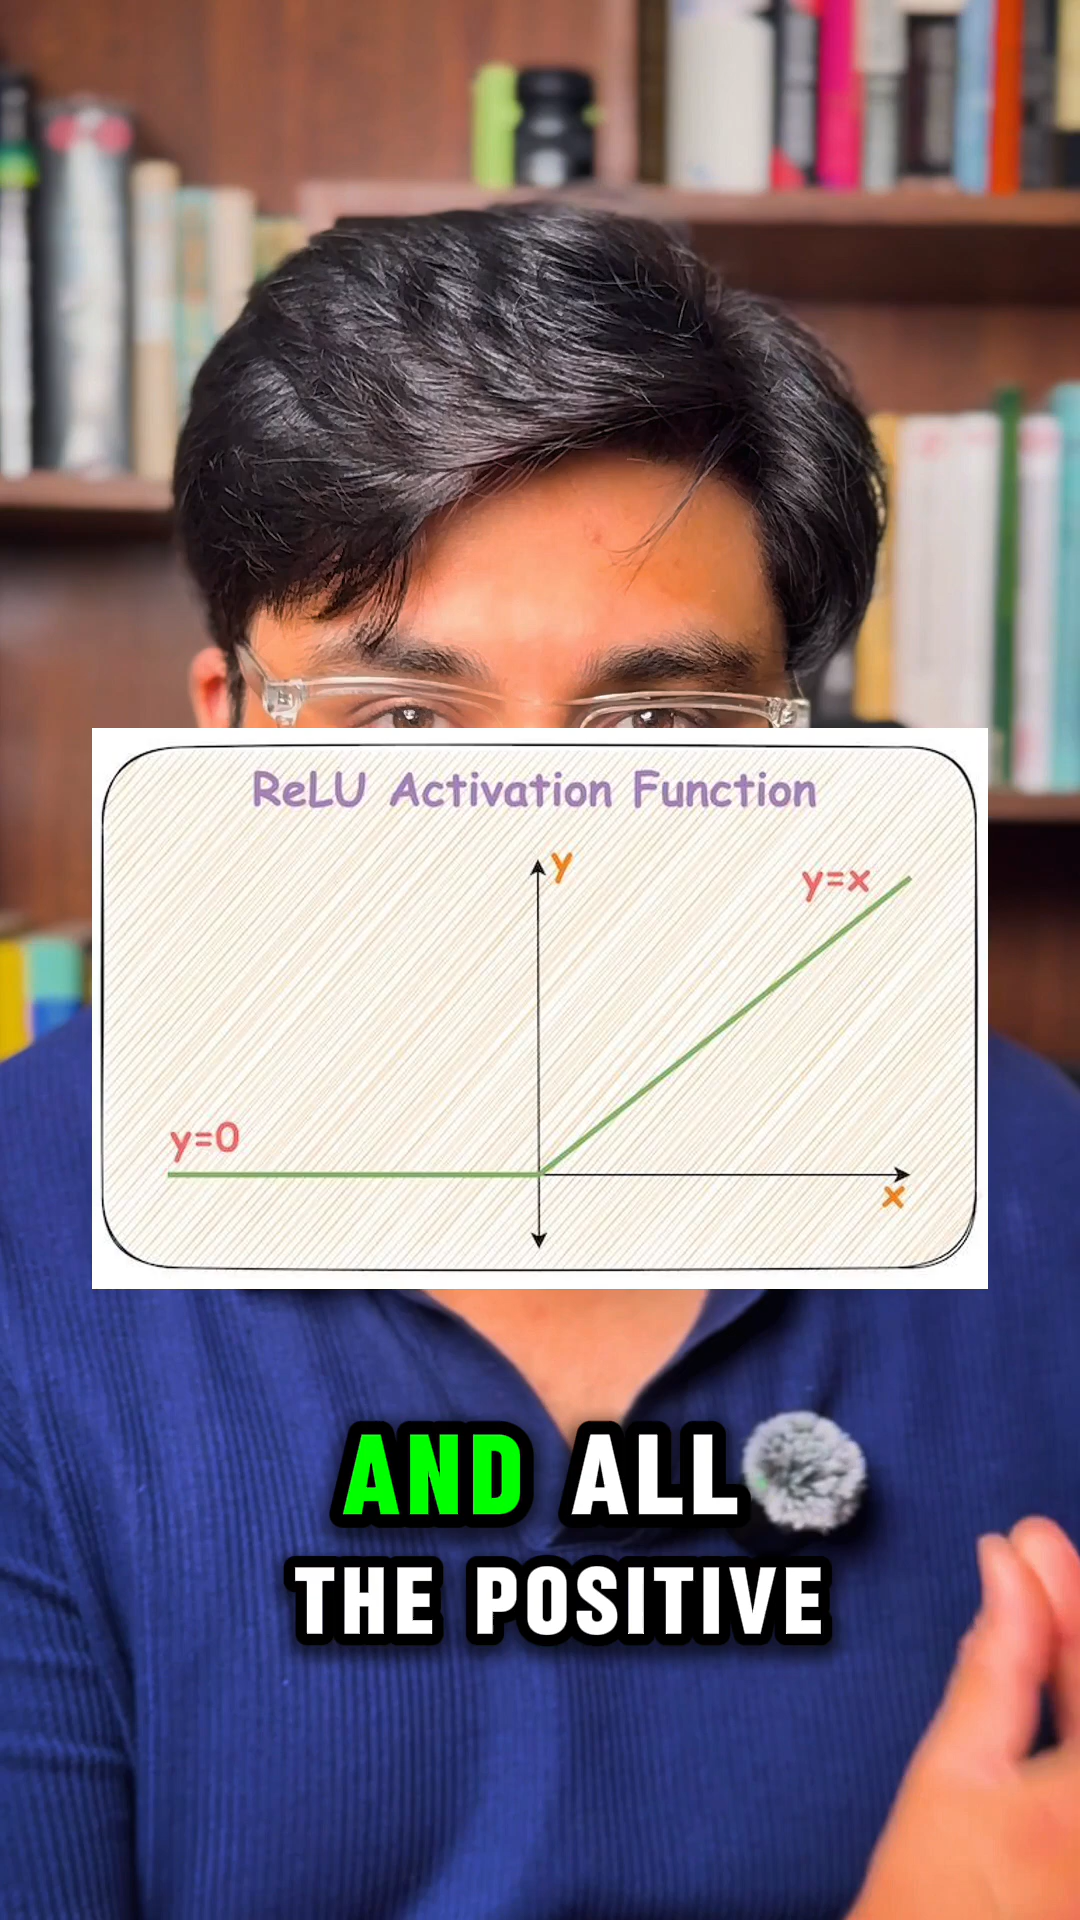 ReLU Activation Function
y
y=x
y=0
x
AND ALL
THE POSITIVE